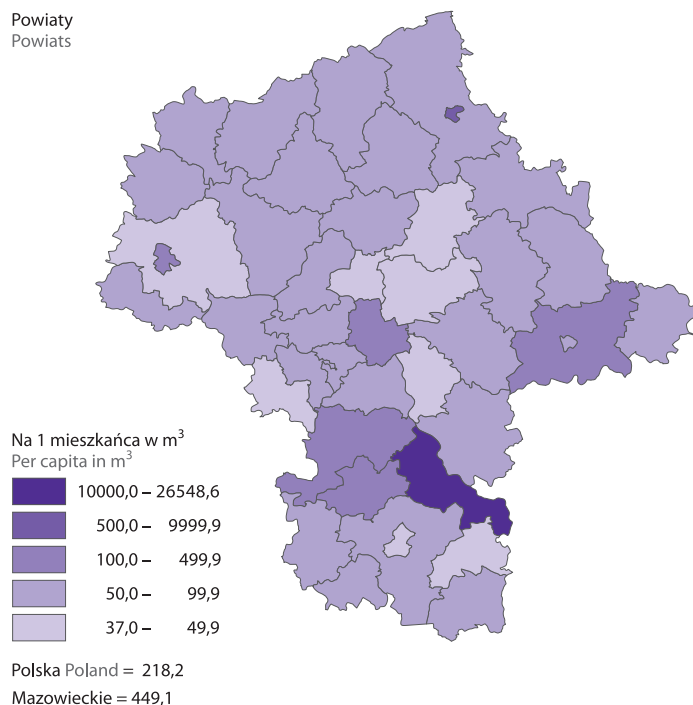 Powiaty
Powiats
Na 1 mieszkańca w m³
Per capita in m³
10000,0 – 26548,6
500,0 – 9999,9
100,0 – 499,9
50,0 – 99,9
37,0 – 49,9
Polska Poland = 218,2
Mazowieckie = 449,1